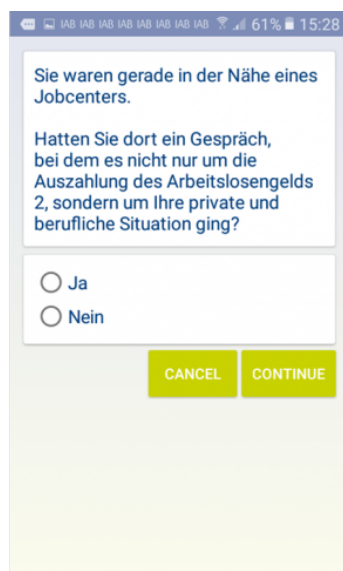 IAB IAB IAB IAB IAB IAB IAB IAB 61% 15:28
Sie waren gerade in der Nähe eines
Jobcenters.
Hatten Sie dort ein Gespräch,
bei dem es nicht nur um die
Auszahlung des Arbeitslosengelds
2, sondern um Ihre private und
berufliche Situation ging?
Ja
Nein
CANCEL CONTINUE